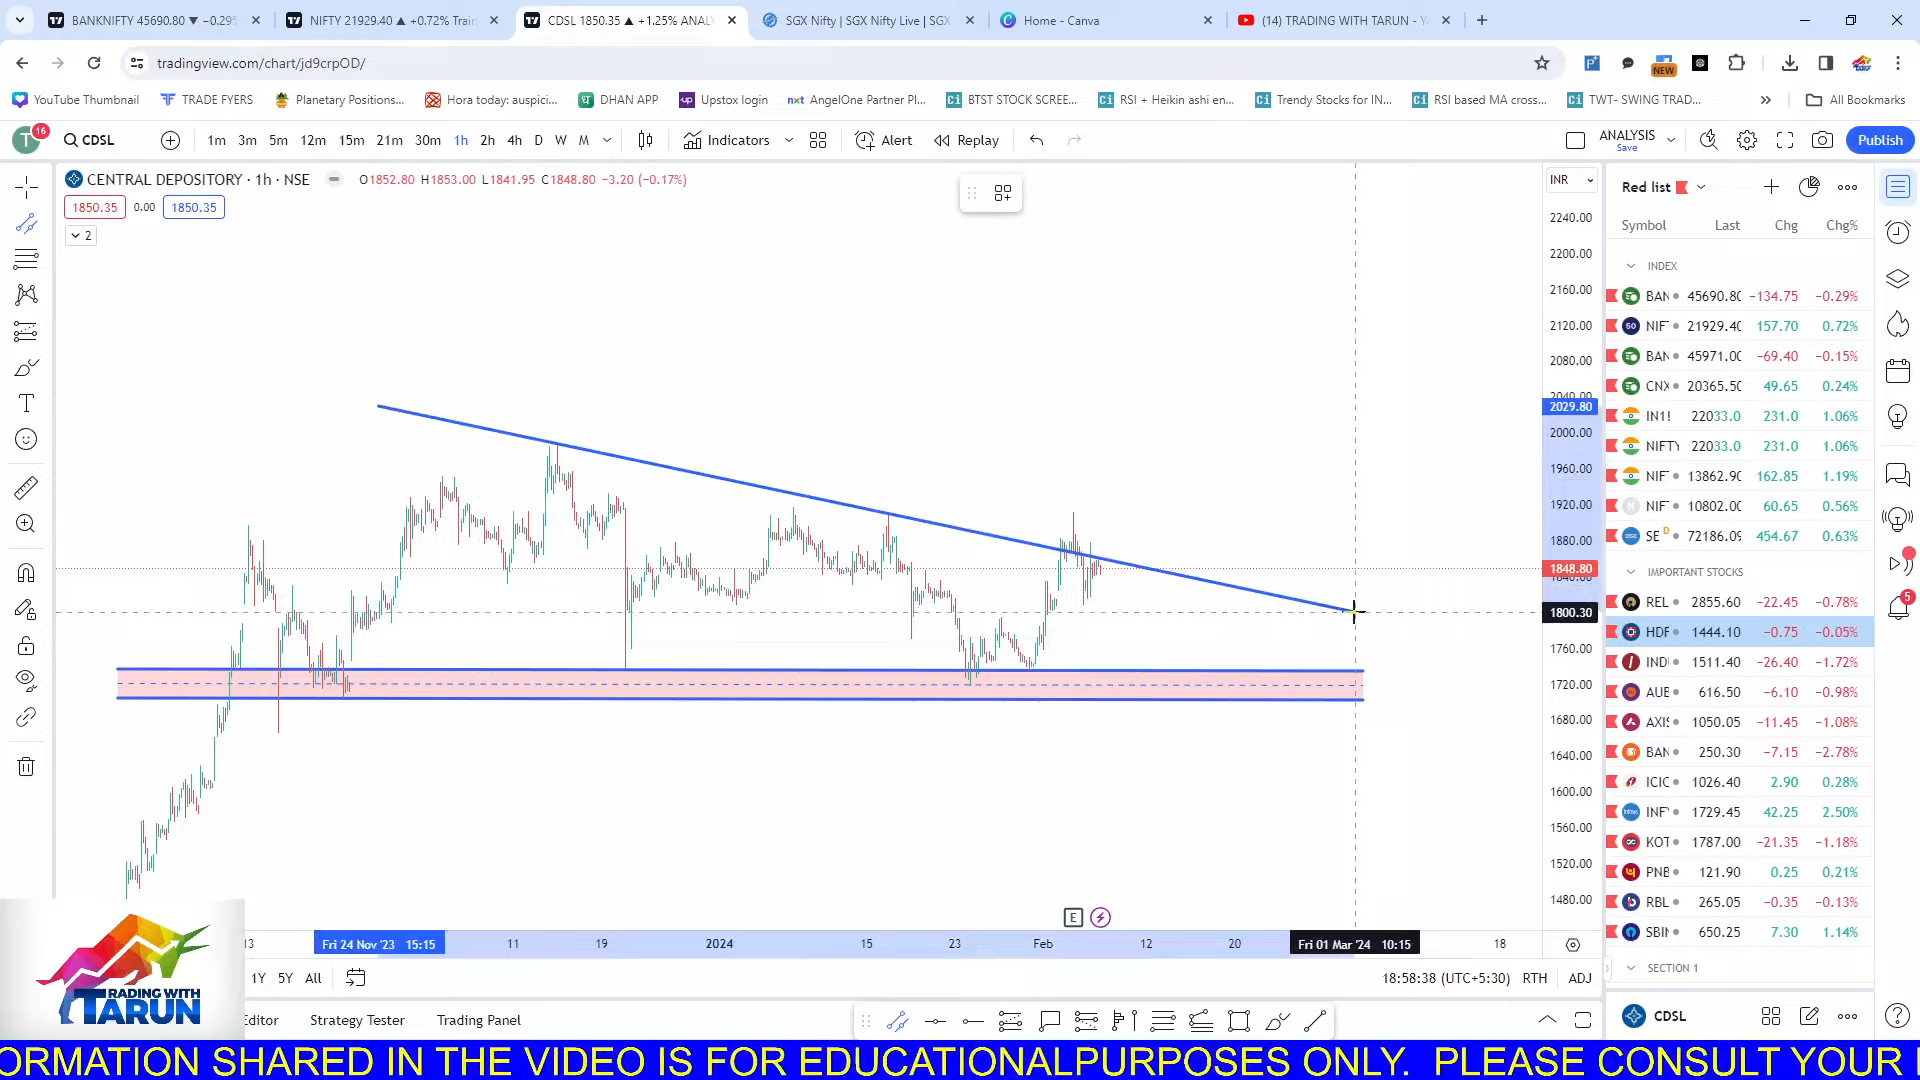 BANKNIFTY 45690.80 ▼ −0.29%
NIFTY 21929.40 ▲ +0.72% Train
CDSL 1850.35 ▲ +1.25% ANAL
SGX Nifty | SGX Nifty Live | SGX
Home - Canva
(14) TRADING WITH TARUN - Y
tradingview.com/chart/jd9crpOD/
NEW
YouTube Thumbnail
TRADE FYERS
Planetary Positions...
Hora today: auspici...
DHAN APP
Upstox login
nxt AngelOne Partner Pl...
Ci BTST STOCK SCREE...
Ci RSI + Heikin ashi en...
Ci Trendy Stocks for IN...
Ci RSI based MA cross...
Ci TWT- SWING TRAD...
All Bookmarks
T 16
CDSL
1m 3m 5m 12m 15m 21m 30m 1h 2h 4h D W M
Indicators
Alert
Replay
ANALYSIS
Save
Publish
CENTRAL DEPOSITORY · 1h · NSE
O1852.80 H1853.00 L1841.95 C1848.80 −3.20 (−0.17%)
1850.35 0.00 1850.35
2
INR
2240.00
2200.00
2160.00
2120.00
2080.00
2040.00
2029.80
2000.00
1960.00
1920.00
1880.00
1848.80
1840.00
1800.30
1760.00
1720.00
1680.00
1640.00
1600.00
1560.00
1520.00
1480.00
E
13
Fri 24 Nov '23 15:15
11
19
2024
15
23
Feb
12
20
Fri 01 Mar '24 10:15
18
1Y 5Y All
18:58:38 (UTC+5:30) RTH ADJ
Editor
Strategy Tester
Trading Panel
Red list
Symbol Last Chg Chg%
INDEX
BAN 45690.80 −134.75 −0.29%
50 NIF 21929.40 157.70 0.72%
BAN 45971.00 −69.40 −0.15%
CNX 20365.50 49.65 0.24%
IN1! 22033.0 231.0 1.06%
NIFTY 22033.0 231.0 1.06%
NIF 13862.90 162.85 1.19%
N NIF 10802.00 60.65 0.56%
SE D 72186.09 454.67 0.63%
IMPORTANT STOCKS
REL 2855.60 −22.45 −0.78%
HDF 1444.10 −0.75 −0.05%
IND 1511.40 −26.40 −1.72%
AUE 616.50 −6.10 −0.98%
AXIS 1050.05 −11.45 −1.08%
BAN 250.30 −7.15 −2.78%
ICIC 1026.40 2.90 0.28%
INFY 1729.45 42.25 2.50%
KOT 1787.00 −21.35 −1.18%
PNB 121.90 0.25 0.21%
RBL 265.05 −0.35 −0.13%
SBIN 650.25 7.30 1.14%
SECTION 1
CDSL
5
TRADING WITH
TARUN
ORMATION SHARED IN THE VIDEO IS FOR EDUCATIONALPURPOSES ONLY. PLEASE CONSULT YOUR